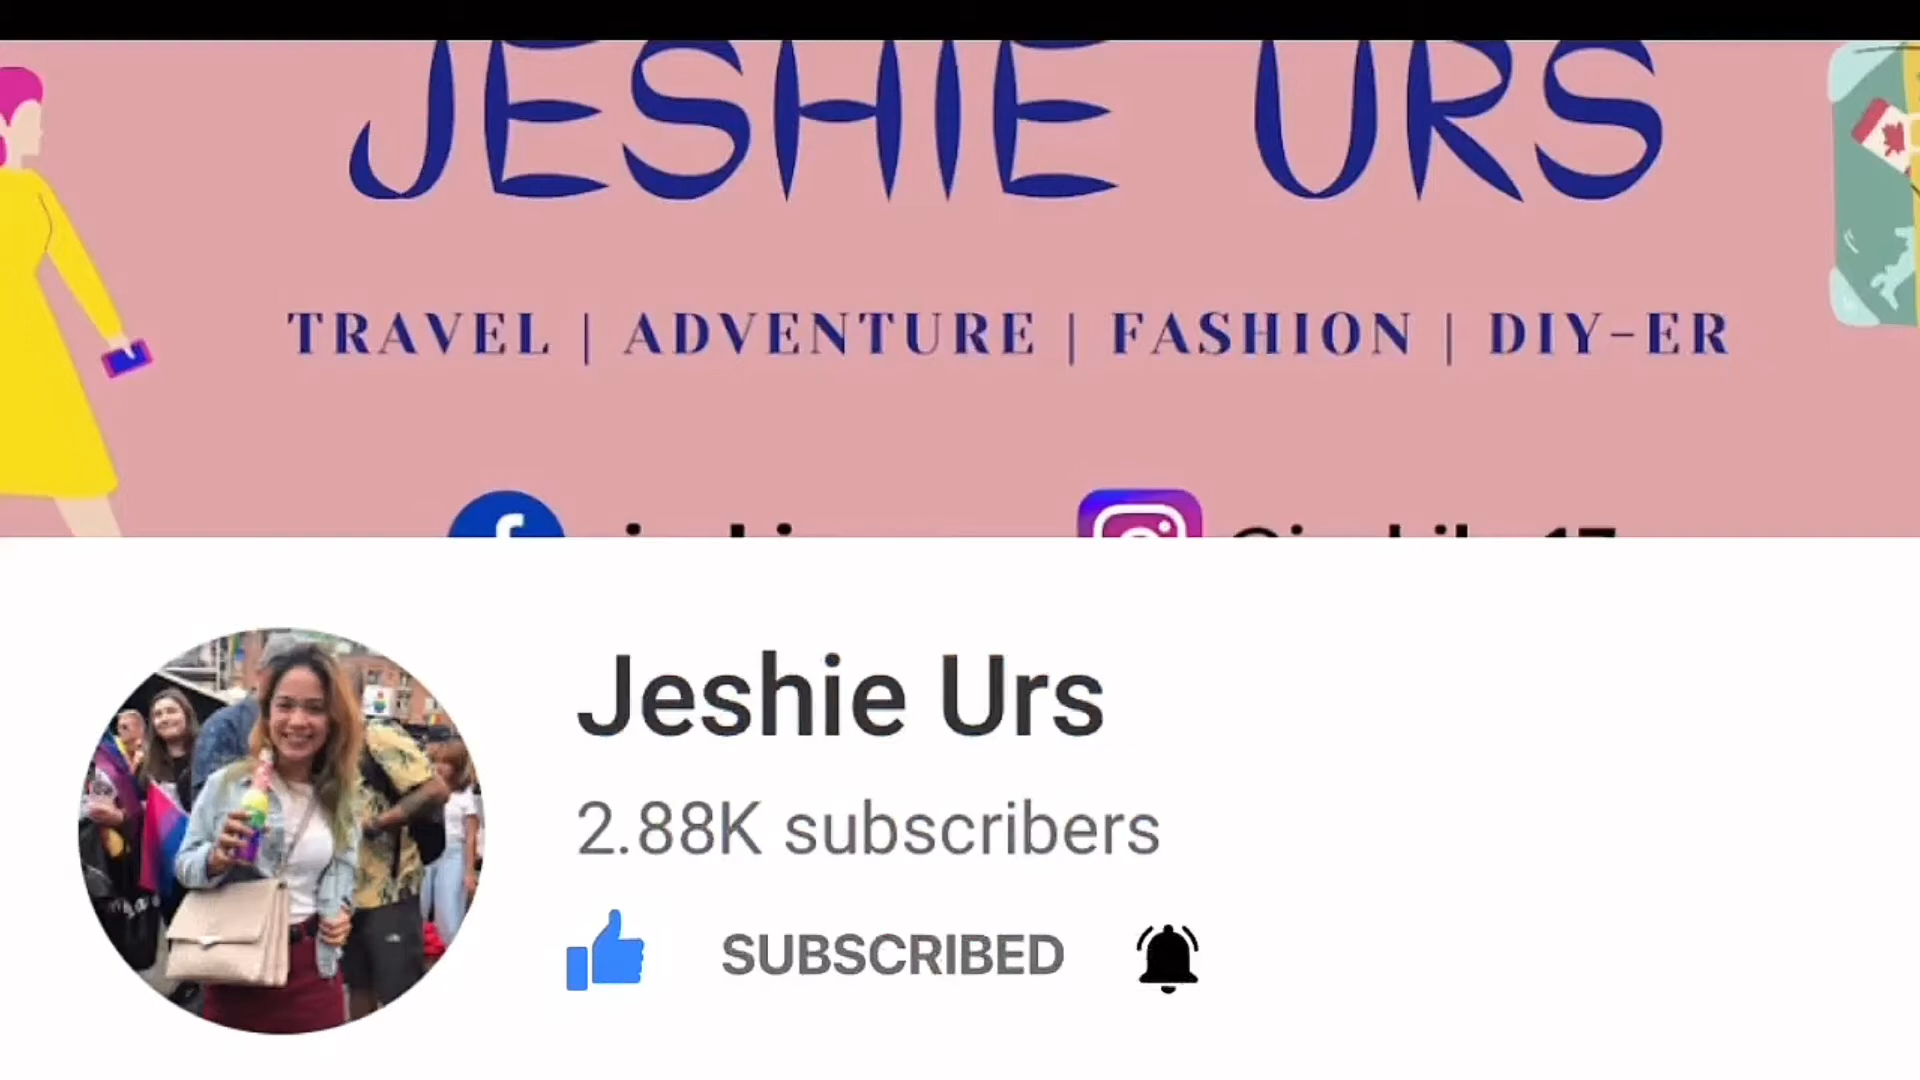 JESHIE URS
TRAVEL | ADVENTURE | FASHION | DIY-ER
Jeshie Urs
2.88K subscribers
SUBSCRIBED